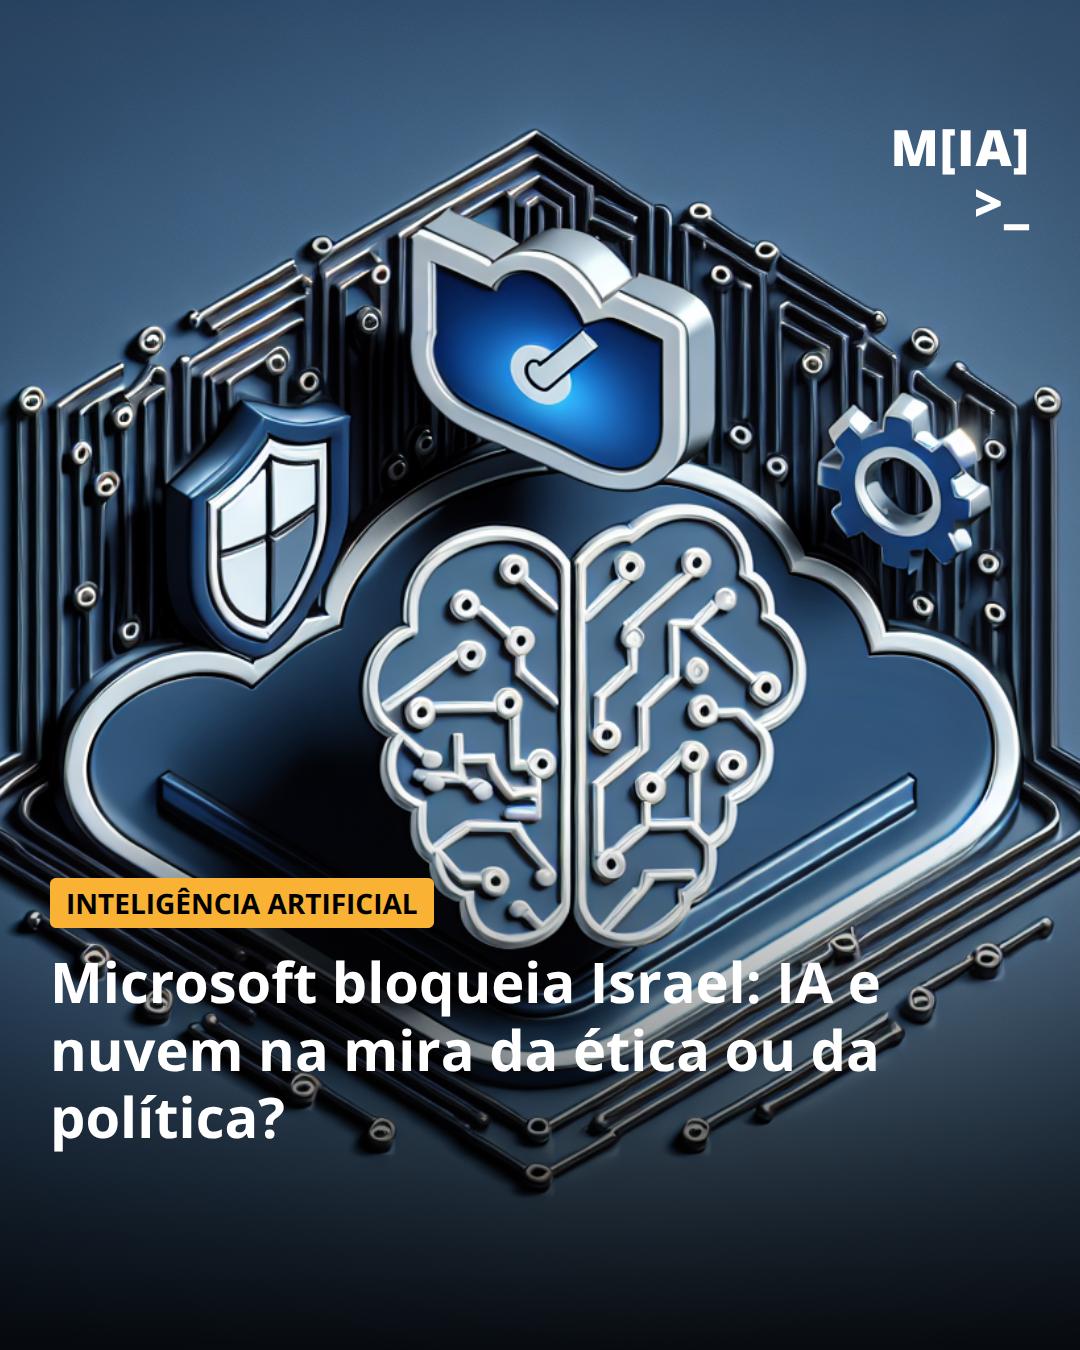 M[IA]
>_
INTELIGÊNCIA ARTIFICIAL
Microsoft bloqueia Israel: IA e
nuvem na mira da ética ou da
política?